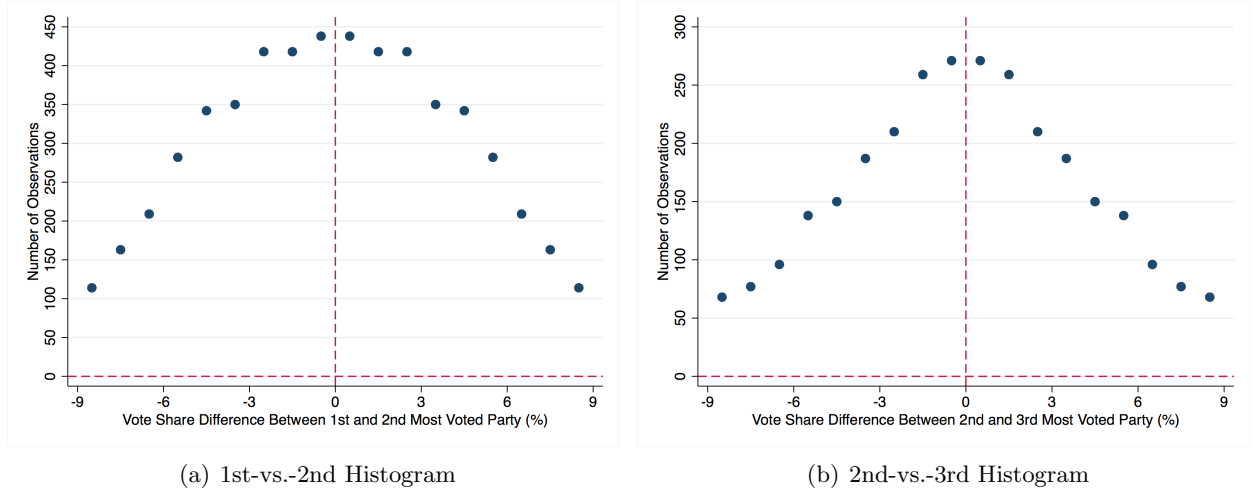 Number of Observations
450
400
350
300
250
200
150
100
50
0
-9 -6 -3 0 3 6 9
Vote Share Difference Between 1st and 2nd Most Voted Party (%)
(a) 1st-vs.-2nd Histogram
Number of Observations
300
250
200
150
100
50
0
-9 -6 -3 0 3 6 9
Vote Share Difference Between 2nd and 3rd Most Voted Party (%)
(b) 2nd-vs.-3rd Histogram